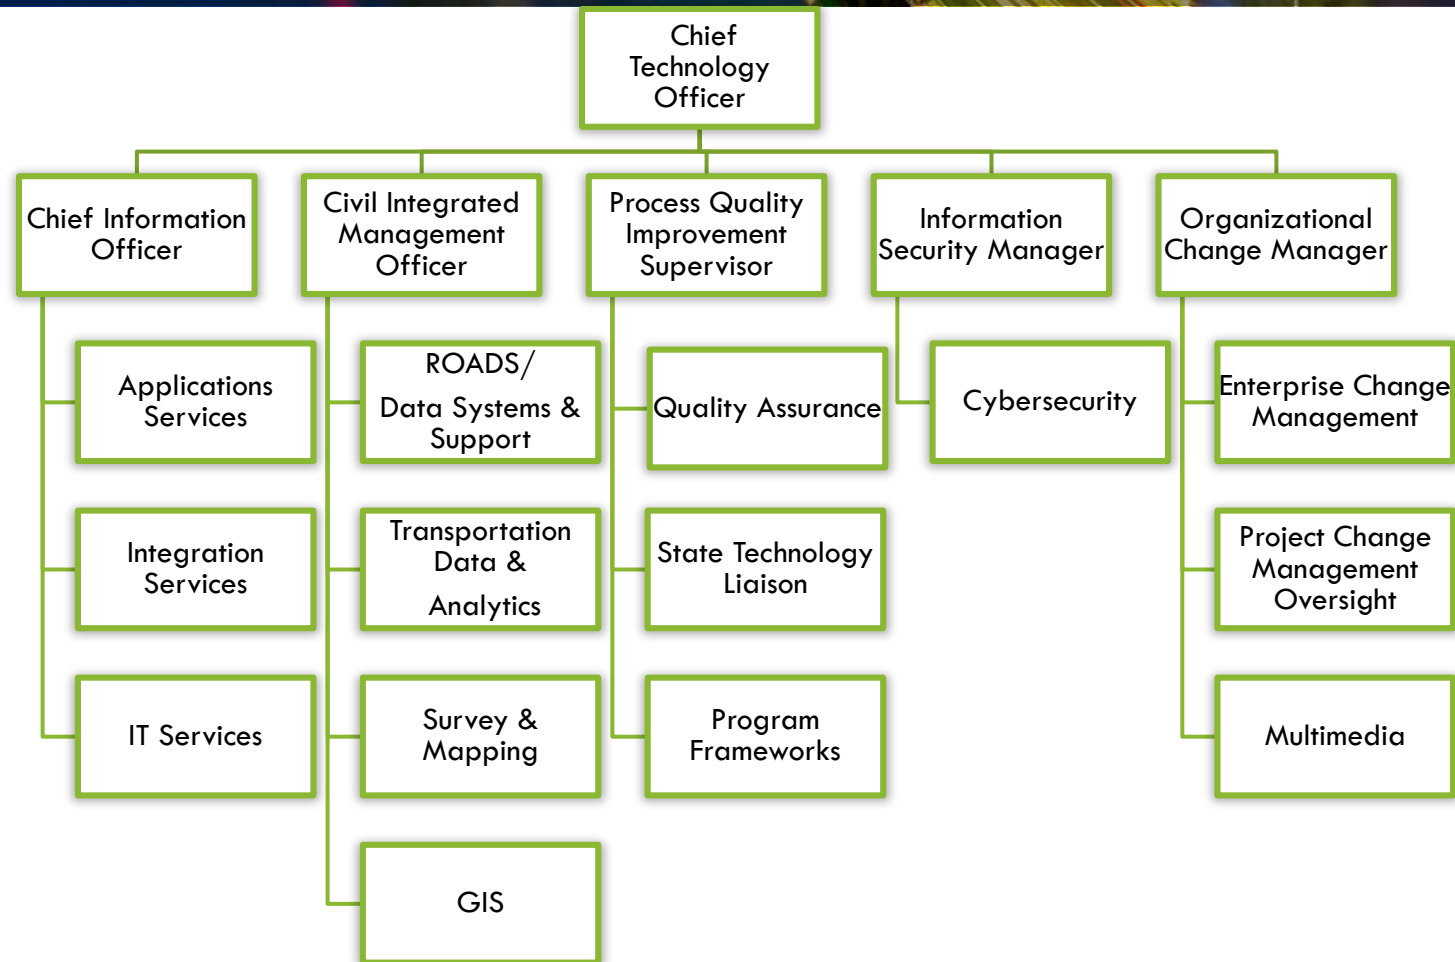 Chief
Technology
Officer
Chief Information
Officer
Civil Integrated
Management
Officer
Process Quality
Improvement
Supervisor
Information
Security Manager
Organizational
Change Manager
Applications
Services
ROADS/
Data Systems &
Support
Quality Assurance
Cybersecurity
Enterprise Change
Management
Integration
Services
Transportation
Data &
Analytics
State Technology
Liaison
Project Change
Management
Oversight
IT Services
Survey &
Mapping
Program
Frameworks
Multimedia
GIS